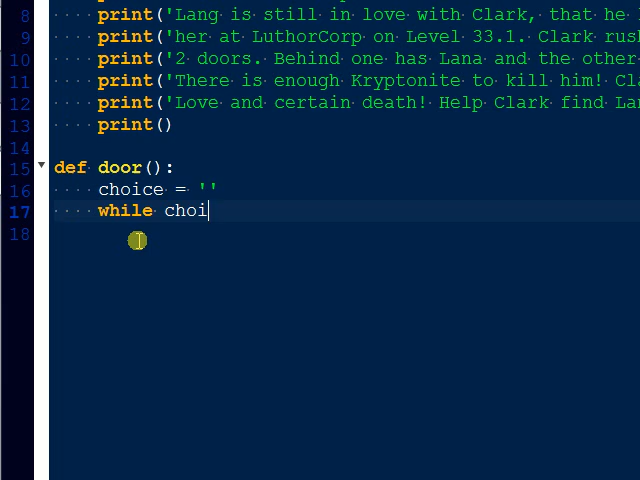 8 print('Lang is still in love with Clark, that he
9 print('her at LuthorCorp on Level 33.1. Clark rus
10 print('2 doors. Behind one has Lana and the other
11 print('There is enough Kryptonite to kill him! Cl
12 print('Love and certain death! Help Clark find La
13 print()
14
15 def door():
16 choice = ''
17 while choi
18